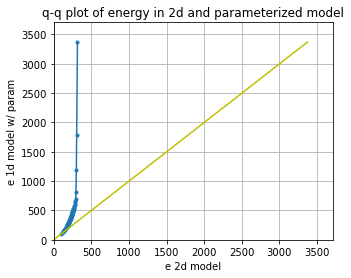 q-q plot of energy in 2d and parameterized model
3500
3000
2500
2000
1500
1000
500
0
e 1d model w/ param
0 500 1000 1500 2000 2500 3000 3500
e 2d model